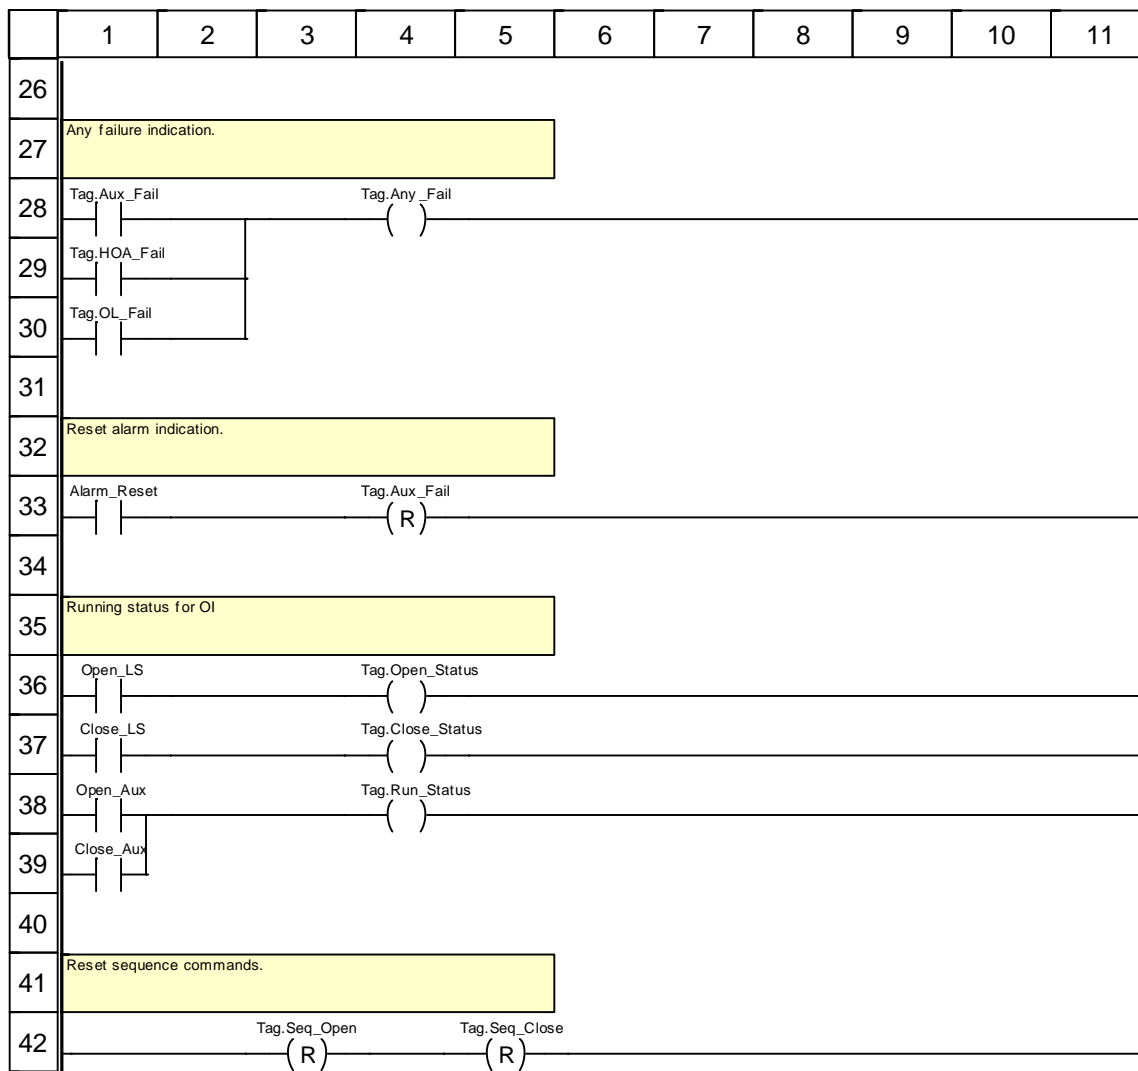 1 2 3 4 5 6 7 8 9 10 11
26
27 Any failure indication.
Tag.Aux_Fail Tag.Any_Fail
28
Tag.HOA_Fail
29
Tag.OL_Fail
30
31
32 Reset alarm indication.
Alarm_Reset Tag.Aux_Fail
33 R
34
35 Running status for OI
Open_LS Tag.Open_Status
36
Close_LS Tag.Close_Status
37
Open_Aux Tag.Run_Status
38
Close_Aux
39
40
41 Reset sequence commands.
Tag.Seq_Open Tag.Seq_Close
42 R R